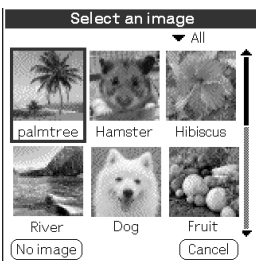 Select an image
All
palmtree Hamster Hibiscus
River Dog Fruit
No image Cancel